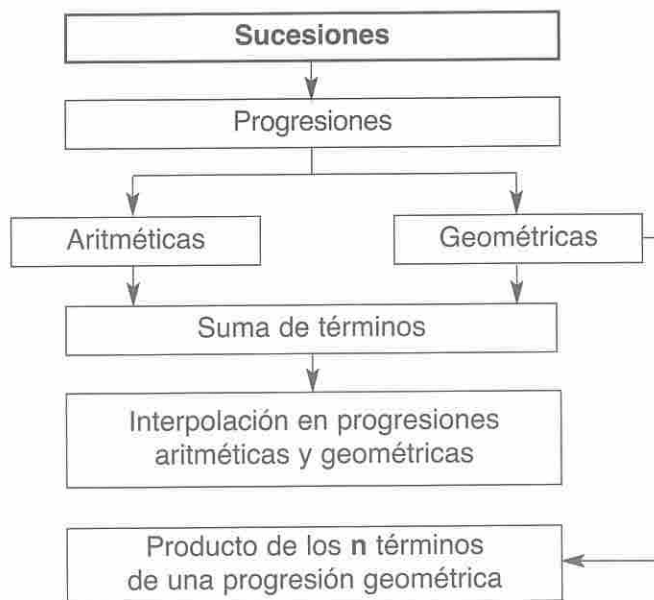 Sucesiones
Progresiones
Aritméticas
Geométricas
Suma de términos
Interpolación en progresiones
aritméticas y geométricas
Producto de los n términos
de una progresión geométrica